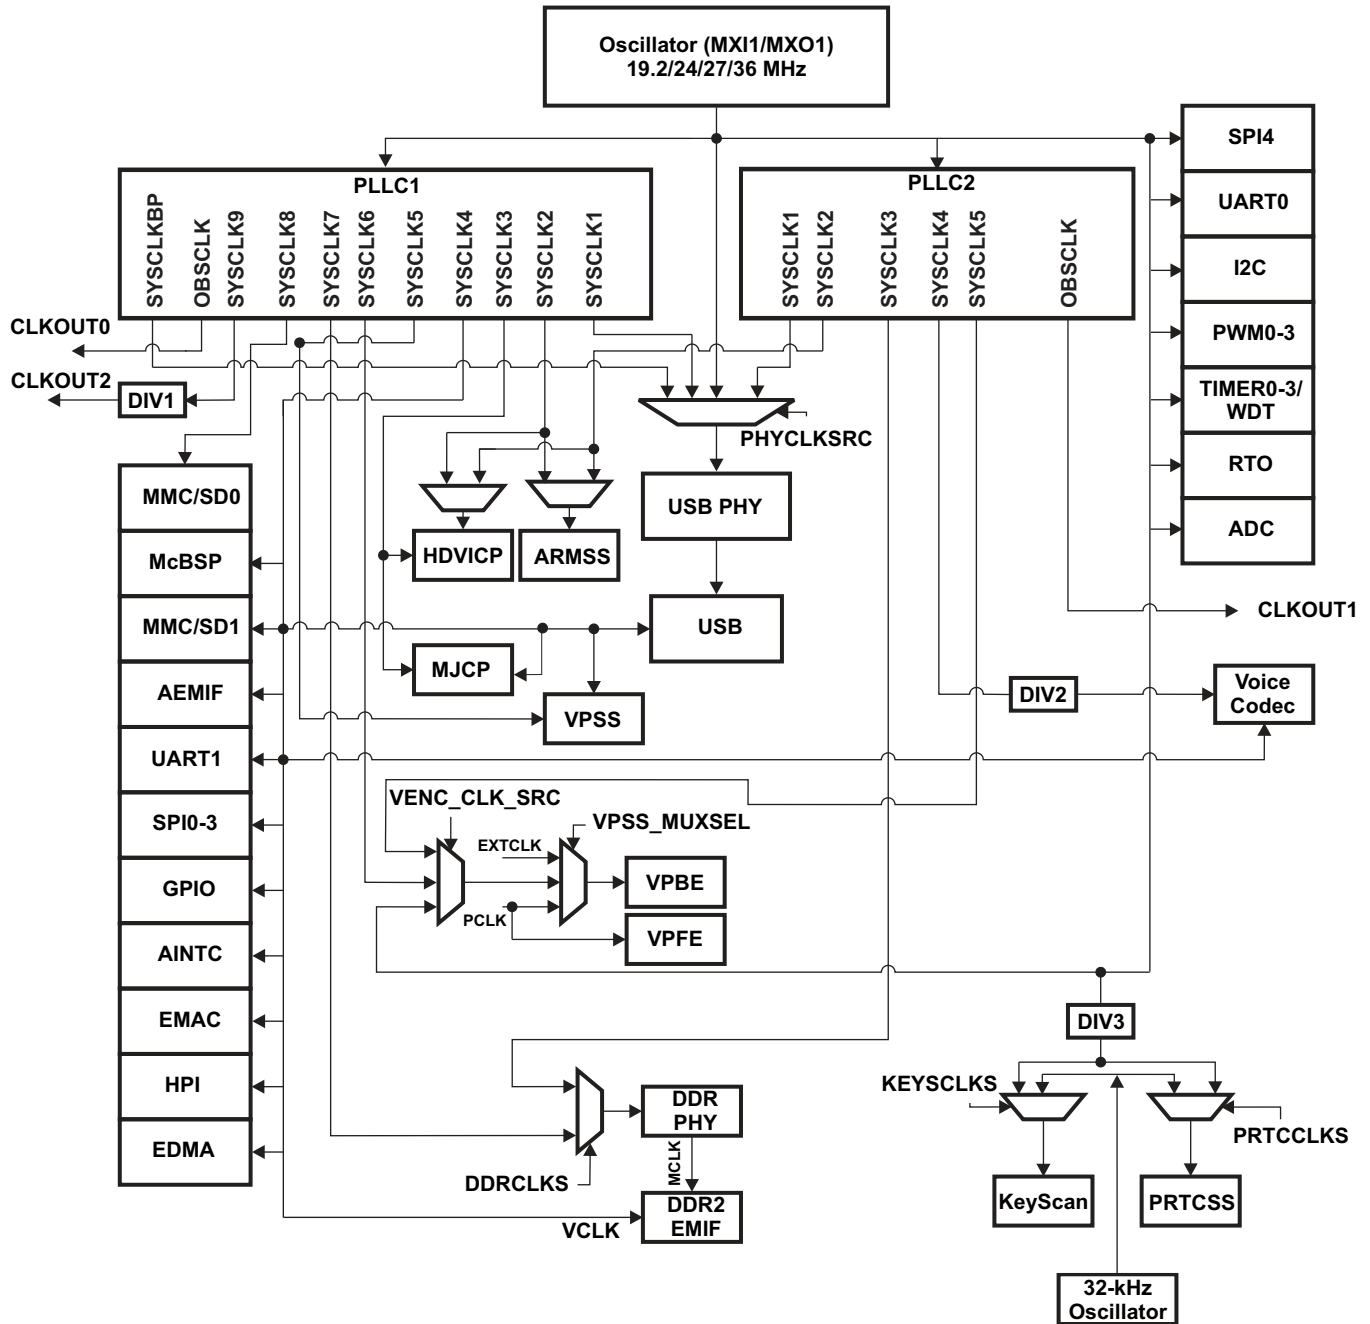 Oscillator (MXI1/MXO1)
19.2/24/27/36 MHz
PLLC1
SYSCLKBP
OBSCLK
SYSCLK9
SYSCLK8
SYSCLK7
SYSCLK6
SYSCLK5
SYSCLK4
SYSCLK3
SYSCLK2
SYSCLK1
PLLC2
SYSCLK1
SYSCLK2
SYSCLK3
SYSCLK4
SYSCLK5
OBSCLK
SPI4
UART0
I2C
PWM0-3
TIMER0-3/
WDT
RTO
ADC
CLKOUT0
CLKOUT2
DIV1
PHYCLKSRC
MMC/SD0
McBSP
MMC/SD1
AEMIF
UART1
SPI0-3
GPIO
AINTC
EMAC
HPI
EDMA
USB PHY
HDVICP
ARMSS
USB
MJCP
VPSS
CLKOUT1
DIV2
Voice
Codec
VENC_CLK_SRC
VPSS_MUXSEL
EXTCLK
PCLK
VPBE
VPFE
DIV3
KEYSCLKS
PRTCCLKS
DDR
PHY
MCLK
DDRCLKS
DDR2
EMIF
VCLK
KeyScan
PRTCSS
32-kHz
Oscillator